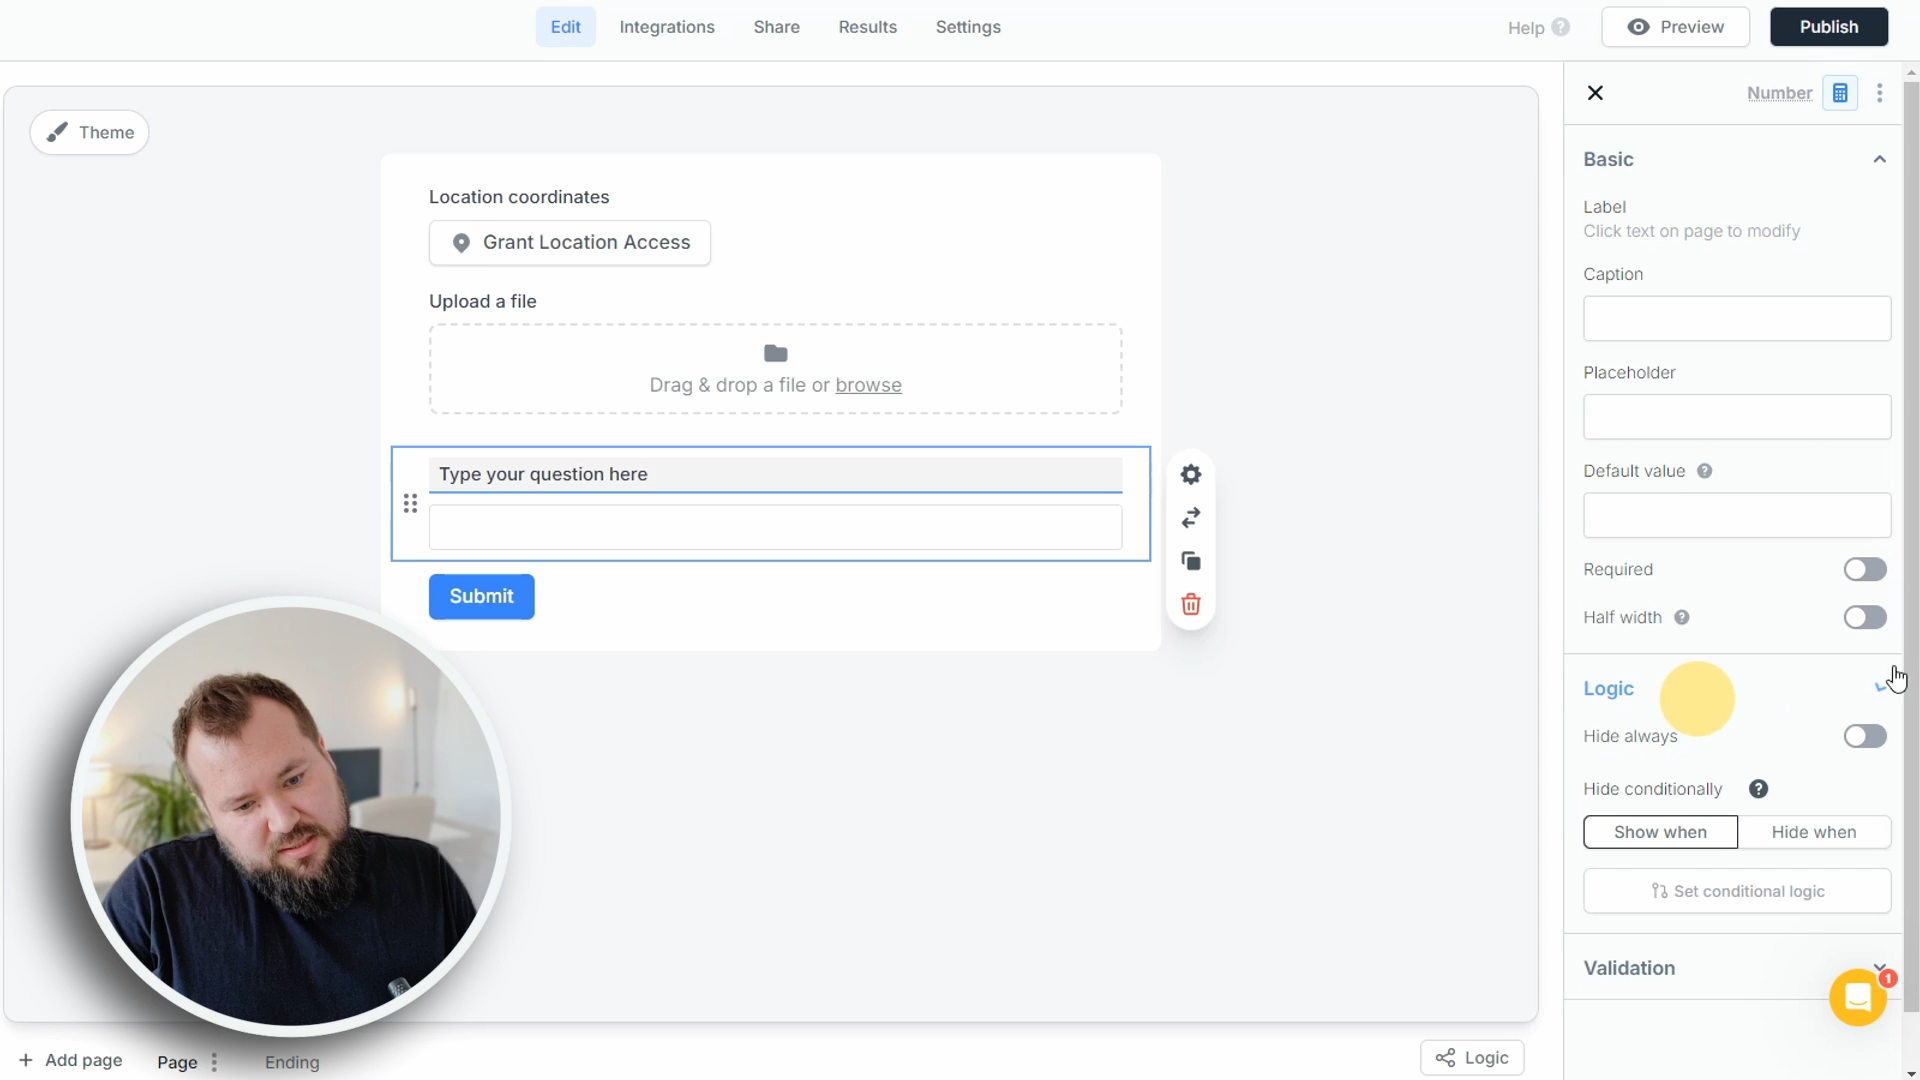 Edit
Integrations
Share
Results
Settings
Help
Preview
Publish
Theme
Location coordinates
Grant Location Access
Upload a file
Drag & drop a file or browse
Type your question here
Submit
Number
Basic
Label
Click text on page to modify
Caption
Placeholder
Default value
Required
Half width
Logic
Hide always
Hide conditionally
Show when
Hide when
Set conditional logic
Validation
1
+ Add page
Page
Ending
Logic